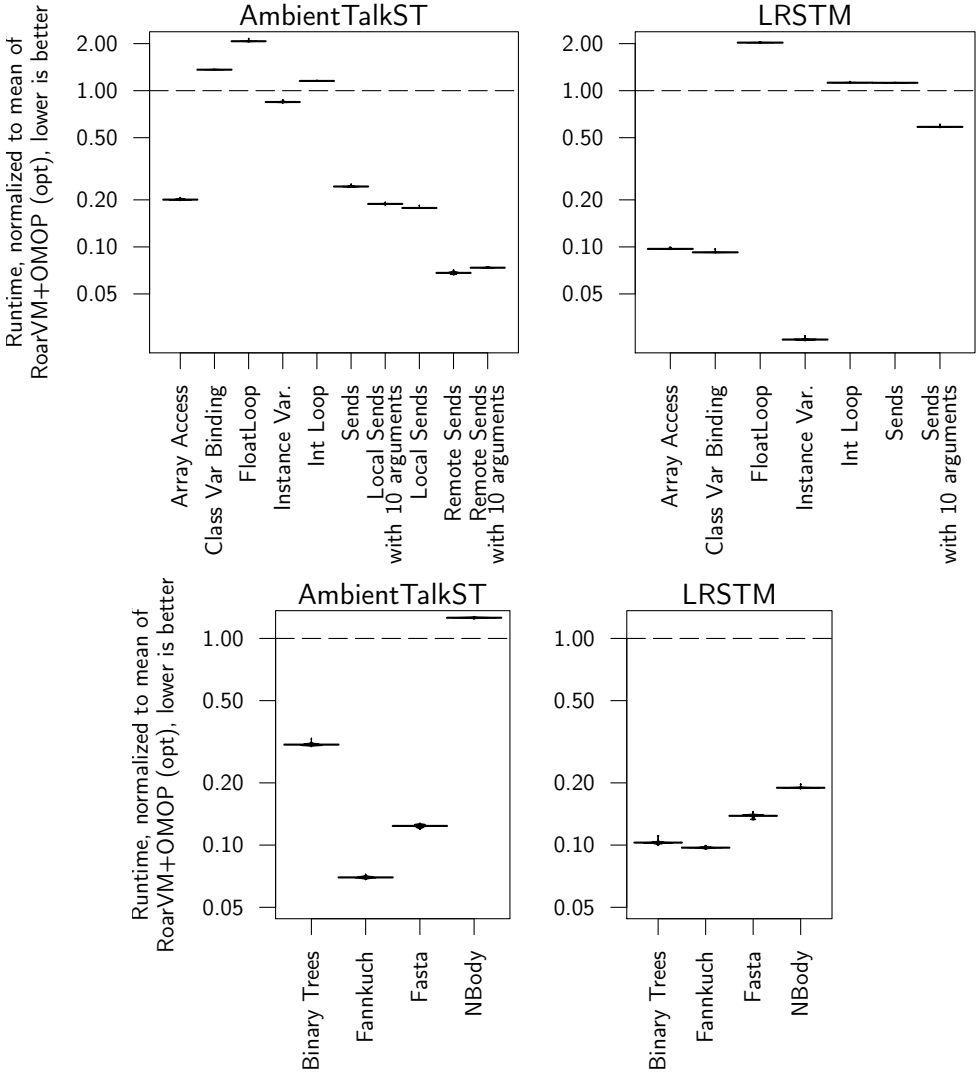 AmbientTalkST
LRSTM
Runtime, normalized to mean of
RoarVM+OMOP (opt), lower is better
2.00
1.00
0.50
0.20
0.10
0.05
2.00
1.00
0.50
0.20
0.10
0.05
Array Access
Class Var Binding
FloatLoop
Instance Var.
Int Loop
Sends
Local Sends
with 10 arguments
Local Sends
Remote Sends
Remote Sends
with 10 arguments
Array Access
Class Var Binding
FloatLoop
Instance Var.
Int Loop
Sends
Sends
with 10 arguments
AmbientTalkST
LRSTM
Runtime, normalized to mean of
RoarVM+OMOP (opt), lower is better
1.00
0.50
0.20
0.10
0.05
1.00
0.50
0.20
0.10
0.05
Binary Trees
Fannkuch
Fasta
NBody
Binary Trees
Fannkuch
Fasta
NBody